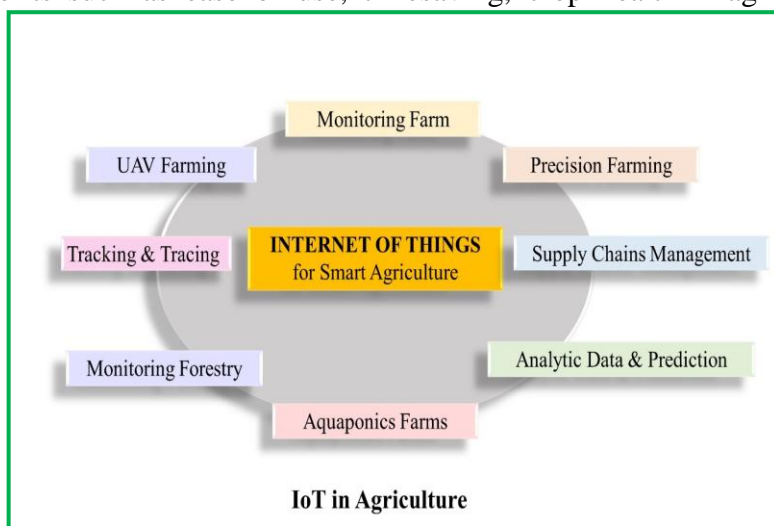 Monitoring Farm
UAV Farming
Precision Farming
Tracking & Tracing
INTERNET OF THINGS
for Smart Agriculture
Supply Chains Management
Monitoring Forestry
Analytic Data & Prediction
Aquaponics Farms
IoT in Agriculture